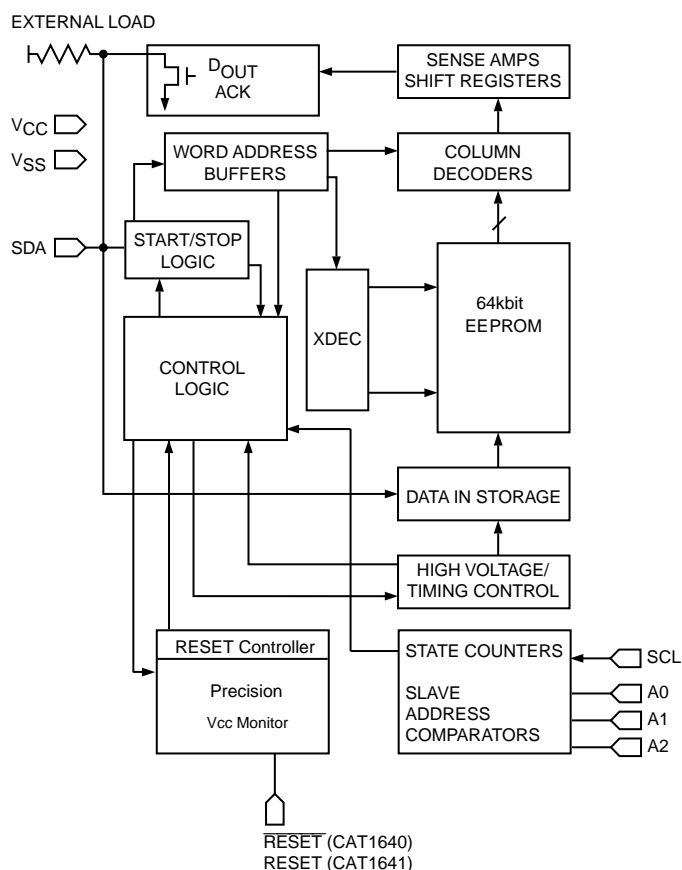 EXTERNAL LOAD
DOUT
ACK
SENSE AMPS
SHIFT REGISTERS
VCC
VSS
WORD ADDRESS
BUFFERS
COLUMN
DECODERS
SDA
START/STOP
LOGIC
64kbit
EEPROM
XDEC
CONTROL
LOGIC
DATA IN STORAGE
HIGH VOLTAGE/
TIMING CONTROL
RESET Controller
Precision
Vcc Monitor
STATE COUNTERS
SLAVE
ADDRESS
COMPARATORS
SCL
A0
A1
A2
RESET (CAT1640)
RESET (CAT1641)